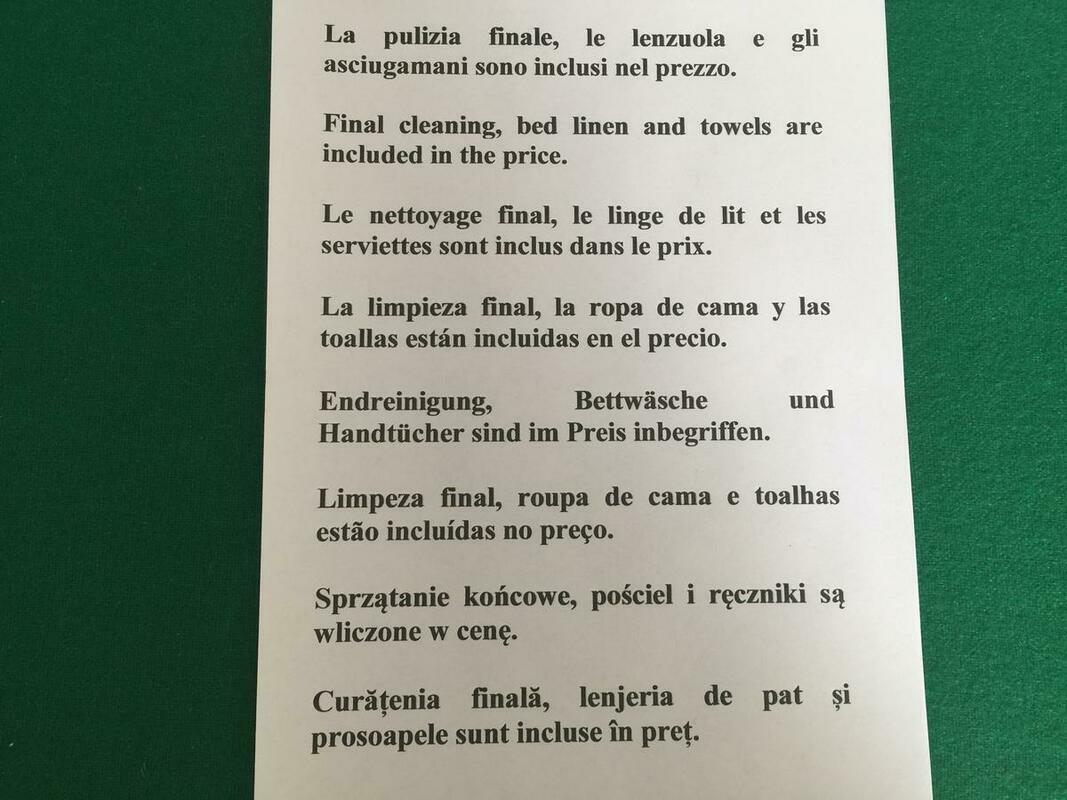 La pulizia finale, le lenzuola e gli
asciugamani sono inclusi nel prezzo.
Final cleaning, bed linen and towels are
included in the price.
Le nettoyage final, le linge de lit et les
serviettes sont inclus dans le prix.
La limpieza final, la ropa de cama y las
toallas están incluidas en el precio.
Endreinigung, Bettwäsche und
Handtücher sind im Preis inbegriffen.
Limpeza final, roupa de cama e toalhas
estão incluídas no preço.
Sprzątanie końcowe, pościel i ręczniki są
wliczone w cenę.
Curățenia finală, lenjeria de pat și
prosoapele sunt incluse în preț.